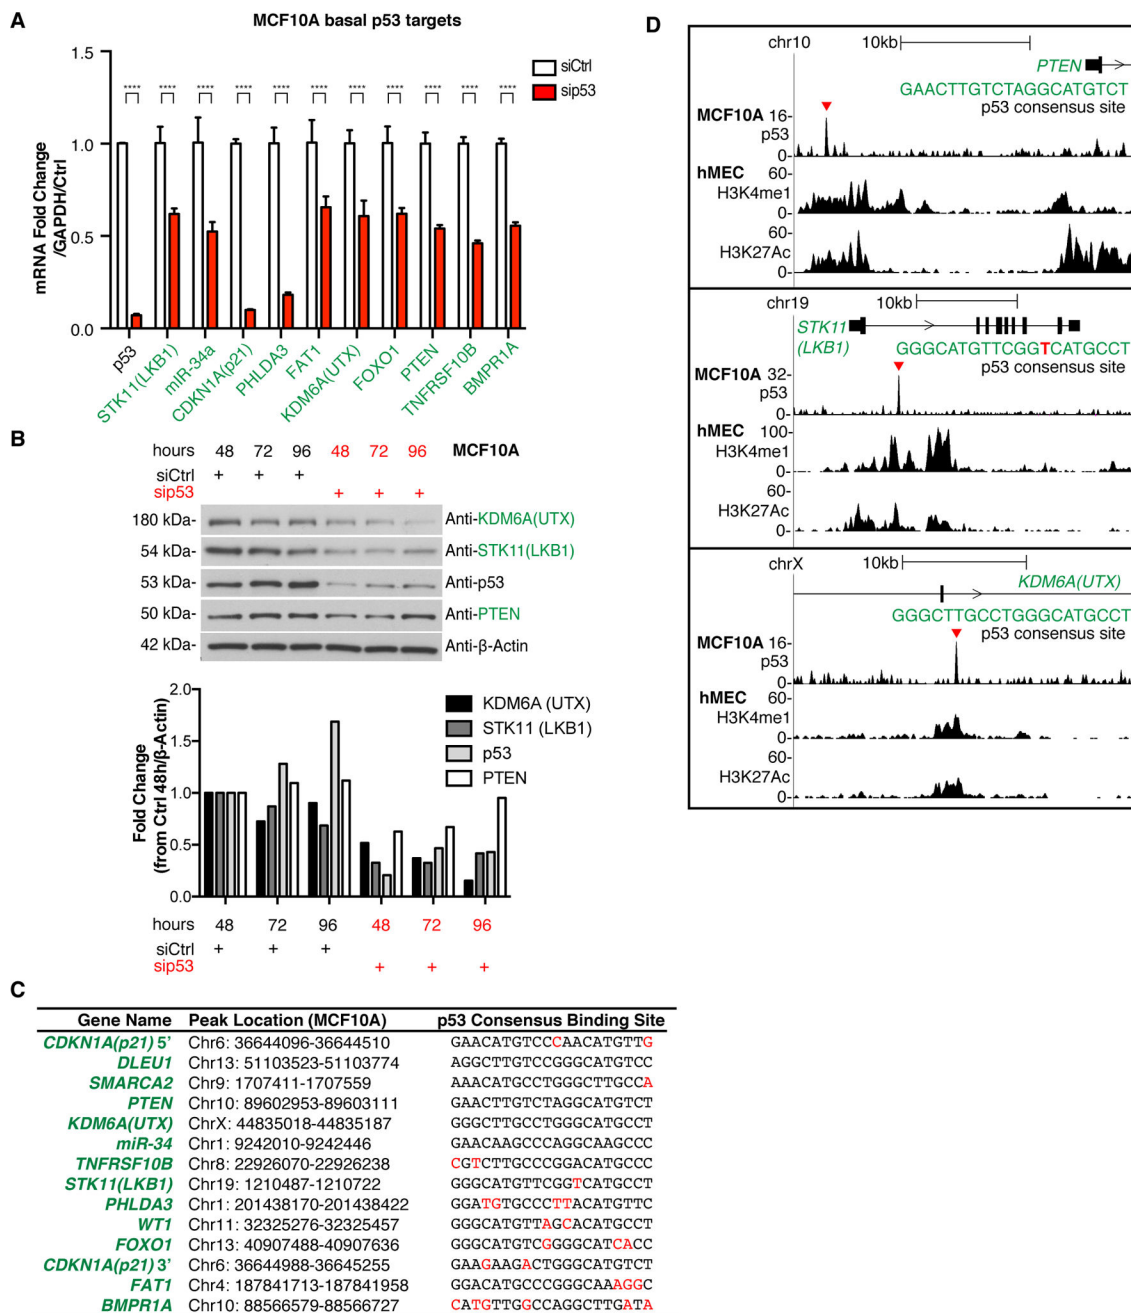 A
MCF10A basal p53 targets
mRNA Fold Change
/GAPDH/Ctrl
1.5
1.0
0.5
0.0
**** **** **** **** **** **** **** **** **** **** ****
siCtrl
sip53
p53
STK11(LKB1)
mIR-34a
CDKN1A(p21)
PHLDA3
FAT1
KDM6A(UTX)
FOXO1
PTEN
TNFRSF10B
BMPR1A
B
hours 48 72 96 48 72 96 MCF10A
siCtrl + + +
sip53 + + +
180 kDa- Anti-KDM6A(UTX)
54 kDa- Anti-STK11(LKB1)
53 kDa- Anti-p53
50 kDa- Anti-PTEN
42 kDa- Anti-β-Actin
Fold Change
(from Ctrl 48h/β-Actin)
2.0
1.5
1.0
0.5
0.0
KDM6A (UTX)
STK11 (LKB1)
p53
PTEN
hours 48 72 96 48 72 96
siCtrl + + +
sip53 + + +
C
Gene Name Peak Location (MCF10A) p53 Consensus Binding Site
CDKN1A(p21) 5' Chr6: 36644096-36644510 GAACATGTCCCAACATGTTG
DLEU1 Chr13: 51103523-51103774 AGGCTTGTCCGGGCATGTCC
SMARCA2 Chr9: 1707411-1707559 AAACATGCCTGGGCTTGCCA
PTEN Chr10: 89602953-89603111 GAACTTGTCTAGGCATGTCT
KDM6A(UTX) ChrX: 44835018-44835187 GGGCTTGCCTGGGCATGCCT
miR-34 Chr1: 9242010-9242446 GAACAAGCCCAGGCAAGCCC
TNFRSF10B Chr8: 22926070-22926238 CGTCTTGCCCGGACATGCCC
STK11(LKB1) Chr19: 1210487-1210722 GGGCATGTTCGGTCATGCCT
PHLDA3 Chr1: 201438170-201438422 GGATGTGCCCTTACATGTTC
WT1 Chr11: 32325276-32325457 GGGCATGTTAGCACATGCCT
FOXO1 Chr13: 40907488-40907636 GGGCATGTCGGGGCATCACC
CDKN1A(p21) 3' Chr6: 36644988-36645255 GAAGAAGACTGGGCATGTCT
FAT1 Chr4: 187841713-187841958 GGACATGCCCGGGCAAAGGC
BMPR1A Chr10: 88566579-88566727 CATGTTGGCCAGGCTTGATA
D
chr10 10kb
PTEN
GAACTTGTCTAGGCATGTCT
p53 consensus site
MCF10A 16-
p53
0-
hMEC 60-
H3K4me1
0-
60-
H3K27Ac
0-
chr19 10kb
STK11
(LKB1)
GGGCATGTTCGGTCATGCCT
p53 consensus site
MCF10A 32-
p53
0-
hMEC 100-
H3K4me1
0-
60-
H3K27Ac
0-
chrX 10kb
KDM6A(UTX)
GGGCTTGCCTGGGCATGCCT
p53 consensus site
MCF10A 16-
p53
0-
hMEC 60-
H3K4me1
0-
60-
H3K27Ac
0-